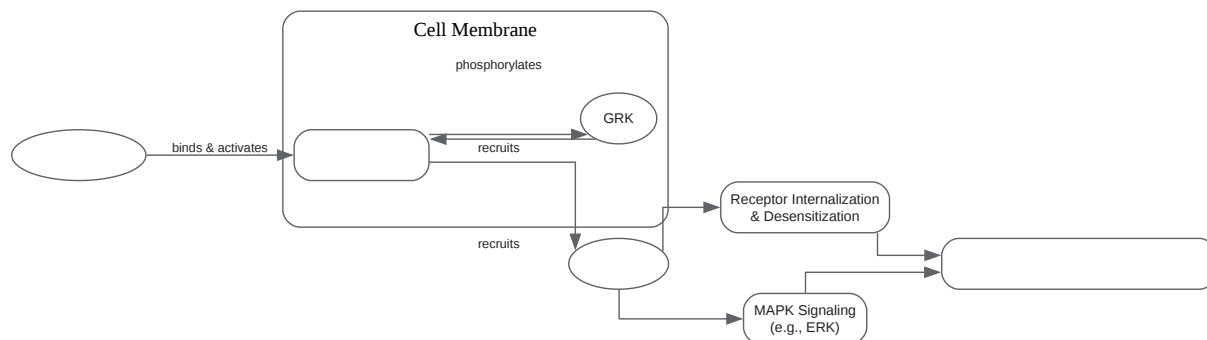 Cell Membrane
phosphorylates
GRK
binds & activates
recruits
Receptor Internalization
& Desensitization
recruits
MAPK Signaling
(e.g., ERK)